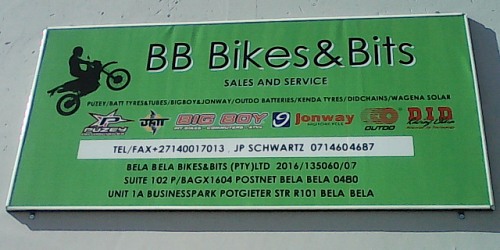 BB Bikes&Bits
SALES AND SERVICE
PUZEY/BATT TYRES&TUBES/BIGBOY&JONWAY/OUTDO BATTERIES/KENDA TYRES/DIDCHAINS/WAGENA SOLAR
PUZEY BATT BIG BOY Jonway OUTDO D.I.D
TEL/FAX+27140017013 JP SCHWARTZ 0714604687
BELA BELA BIKES&BITS (PTY)LTD 2016/135060/07
SUITE 102 P/BAGX1604 POSTNET BELA BELA 0480
UNIT 1A BUSINESSPARK POTGIETER STR R101 BELA BELA